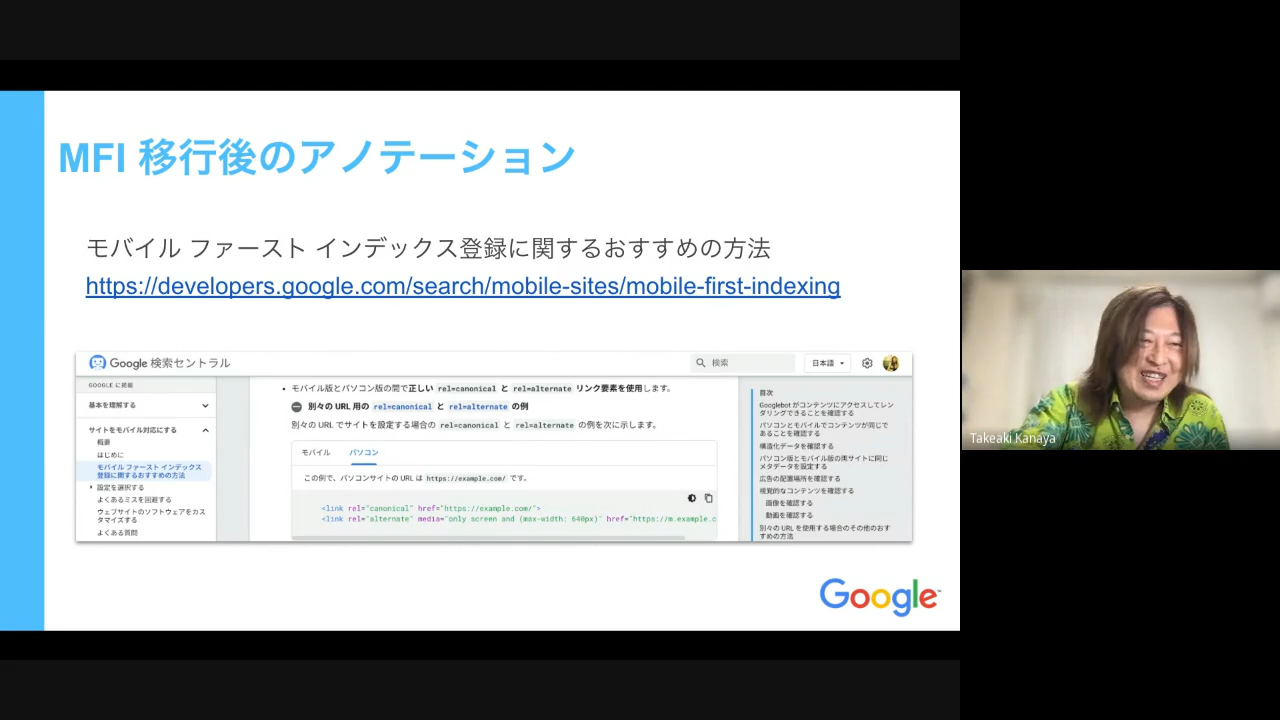 MFI 移行後のアノテーション
モバイル ファースト インデックス登録に関するおすすめの方法
https://developers.google.com/search/mobile-sites/mobile-first-indexing
Google 検索セントラル
検索
日本語
GOOGLE に掲載
基本を理解する
サイトをモバイル対応にする
概要
はじめに
モバイル ファースト インデックス
登録に関するおすすめの方法
設定を選択する
よくあるミスを回避する
ウェブサイトのソフトウェアをカス
タマイズする
よくある質問
• モバイル版とパソコン版の間で正しい rel=canonical と rel=alternate リンク要素を使用します。
別々の URL 用の rel=canonical と rel=alternate の例
別々の URL でサイトを設定する場合の rel=canonical と rel=alternate の例を次に示します。
モバイル パソコン
この例で、パソコンサイトの URL は https://example.com/ です。
<link rel="canonical" href="https://example.com/">
<link rel="alternate" media="only screen and (max-width: 640px)" href="https://m.example.c
目次
Googlebot がコンテンツにアクセスしてレン
ダリングできることを確認する
パソコンとモバイルでコンテンツが同じで
あることを確認する
構造化データを確認する
パソコン版とモバイル版の両サイトに同じ
メタデータを設定する
広告の配置場所を確認する
視覚的なコンテンツを確認する
画像を確認する
動画を確認する
別々の URL を使用する場合のその他のおす
すめの方法
Google
Takeaki Kanaya